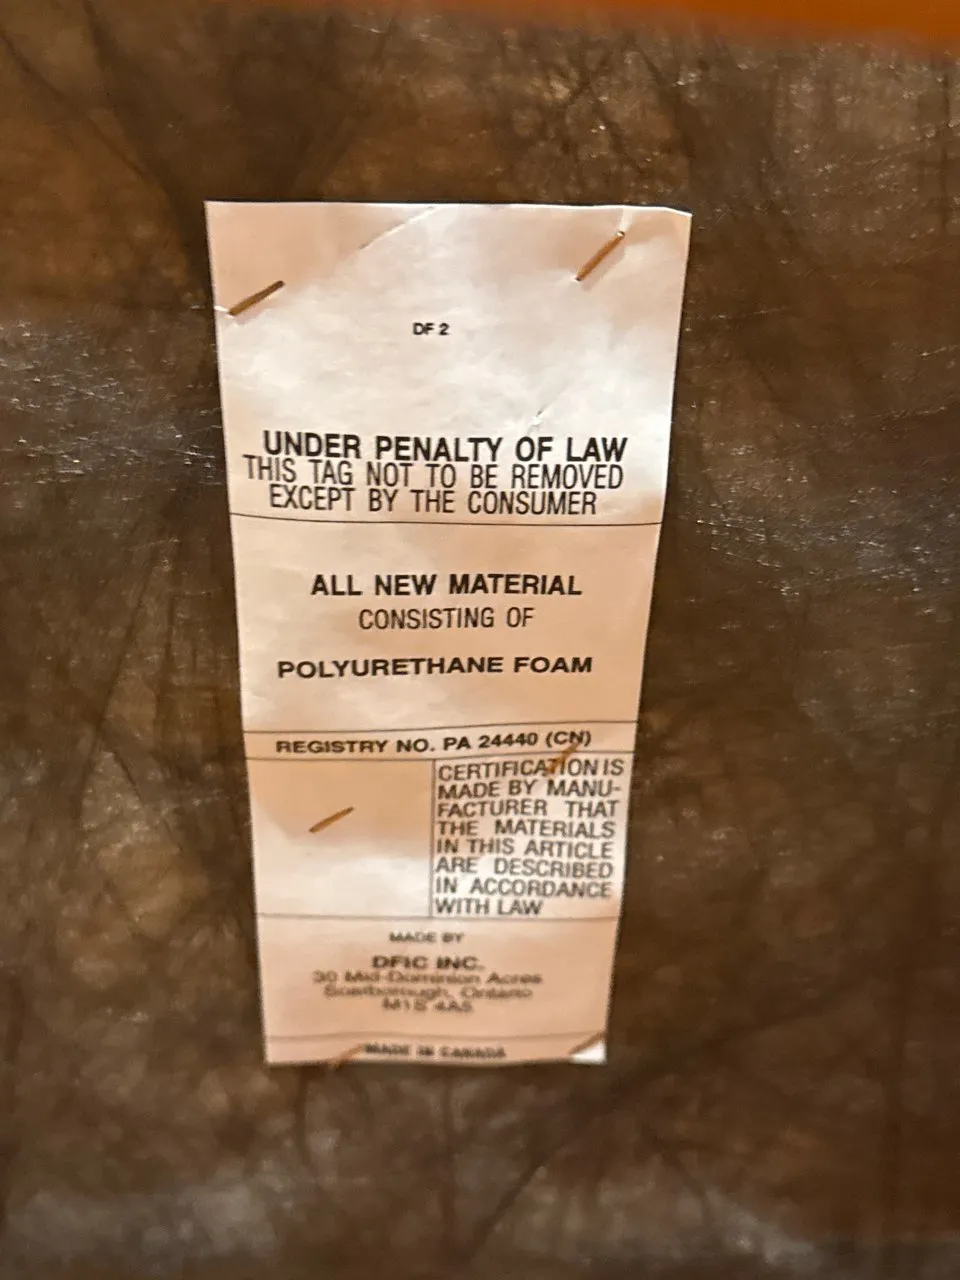 DF 2
UNDER PENALTY OF LAW
THIS TAG NOT TO BE REMOVED
EXCEPT BY THE CONSUMER
ALL NEW MATERIAL
CONSISTING OF
POLYURETHANE FOAM
REGISTRY NO. PA 24440 (CN)
CERTIFICATION IS
MADE BY MANU-
FACTURER THAT
THE MATERIALS
IN THIS ARTICLE
ARE DESCRIBED
IN ACCORDANCE
WITH LAW
MADE BY
DFIC INC.
30 Mid-Dominion Acres
Scarborough, Ontario
M1S 4A5
MADE IN CANADA